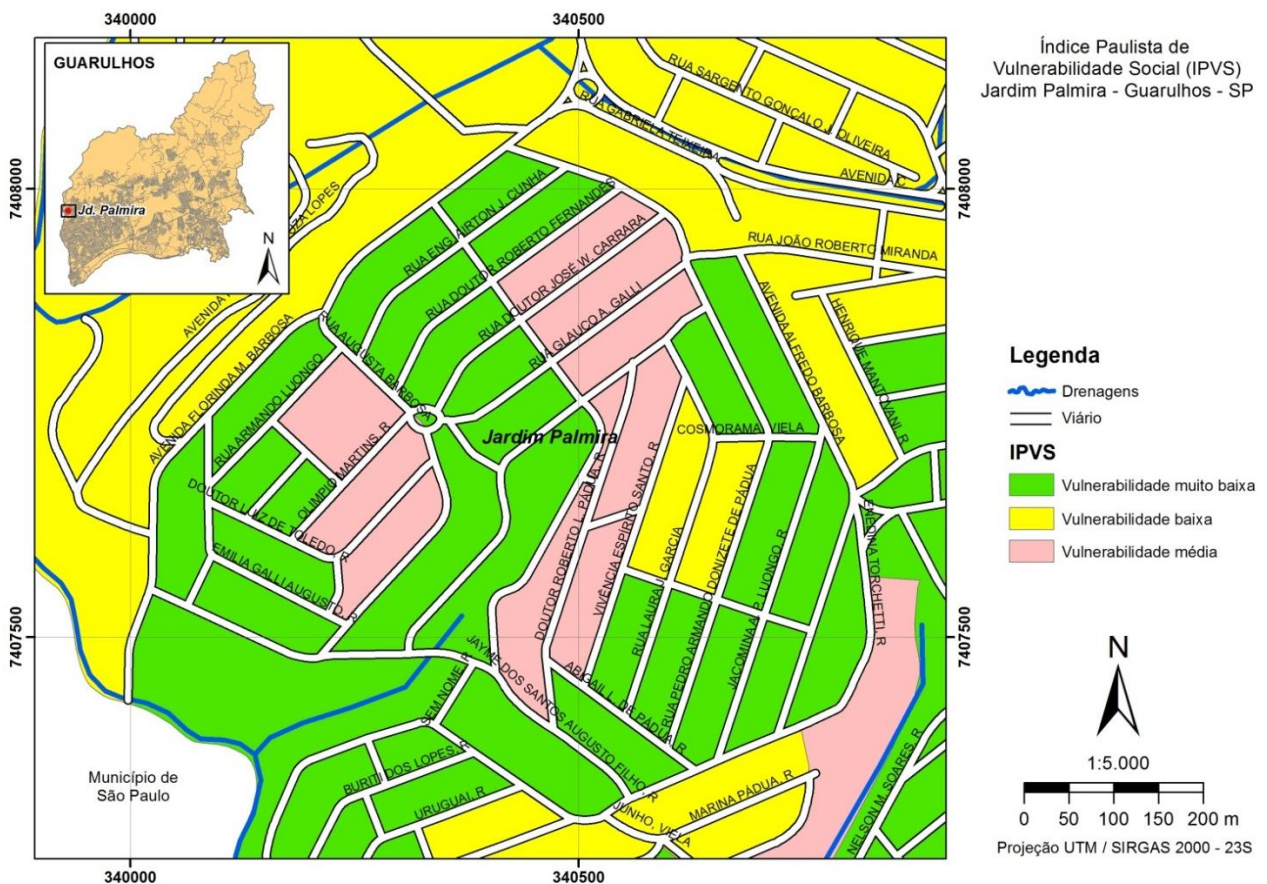 340000
340500
Índice Paulista de
Vulnerabilidade Social (IPVS)
Jardim Palmira - Guarulhos - SP
GUARULHOS
Jd. Palmira
N
7408000
7408000
RUA SARGENTO GONÇALO J. OLIVEIRA
RUA GABRIELA TEIXEIRA
AVENIDA C
RUA JOÃO ROBERTO MIRANDA
AVENIDA
ZA LOPES
RUA ENG. AIRTON J. CUNHA
RUA DOUTOR ROBERTO FERNANDES
RUA DOUTOR JOSÉ W. CARRARA
RUA GLAUCO A. GALLI
AVENIDA ALFREDO BARBOSA
HENRIQUE MANTOVANI, R
AVENIDA FLORINDA M. BARBOSA
RUA AUGUSTA BARBOSA
RUA ARMANDO LUONGO
OLIMPIO MARTINS, R
Jardim Palmira
COSMORAMA, VIELA
DOUTOR LUIZ DE TOLEDO, R
EMILIA GALLI AUGUSTO, R
DOUTOR ROBERTO L. PÁDUA, R
VIVÊNCIA ESPÍRITO SANTO, R
RUA LAURA J. GARCIA
RUA PEDRO ARMANDO DONIZETE DE PÁDUA
JACOMINA A. P. LUONGO, R
ENEDINA TORCHETTI, R
7407500
7407500
JAYME DOS SANTOS AUGUSTO FILHO, R
ABIGAIL L. DE PÁDUA, R
SEM NOME, R
BURITI DOS LOPES, R
URUGUAI, R
JUNHO, VIELA
MARINA PÁDUA, R
NELSON M. SOARES, R
Município de
São Paulo
340000
340500
Legenda
Drenagens
Viário
IPVS
Vulnerabilidade muito baixa
Vulnerabilidade baixa
Vulnerabilidade média
N
1:5.000
0 50 100 150 200 m
Projeção UTM / SIRGAS 2000 - 23S